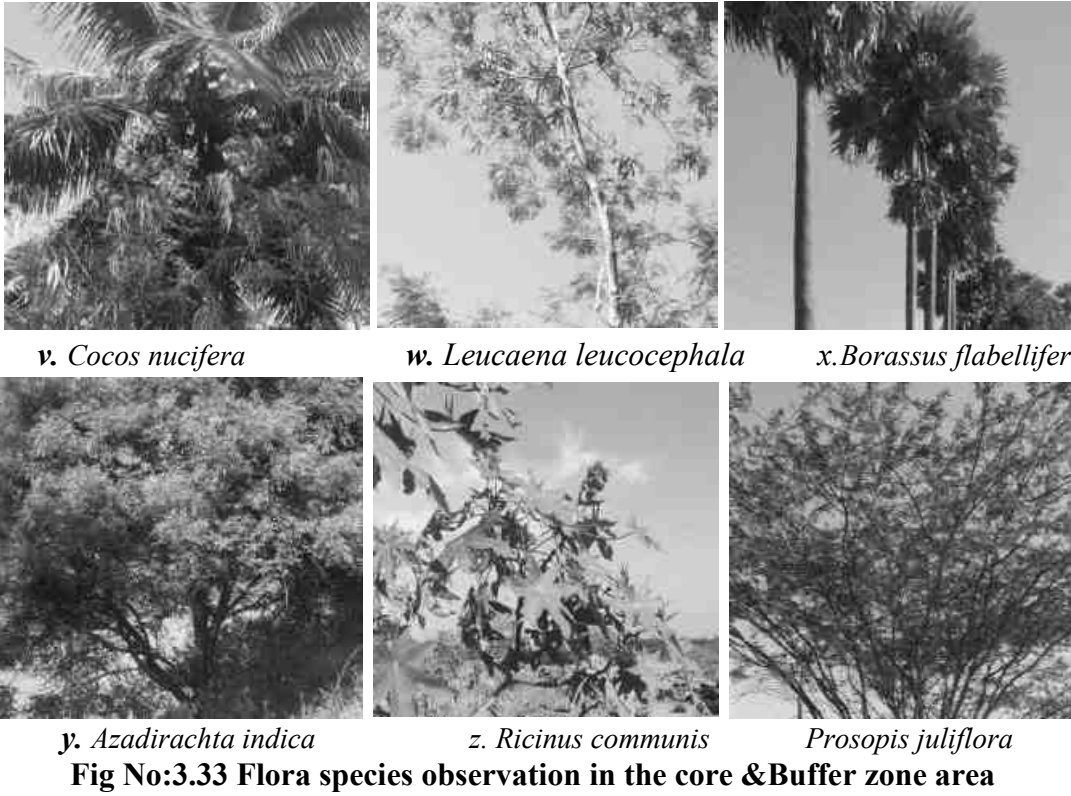 v. Cocos nucifera w. Leucaena leucocephala x.Borassus flabellifer
y. Azadirachta indica z. Ricinus communis Prosopis juliflora
Fig No:3.33 Flora species observation in the core &Buffer zone area